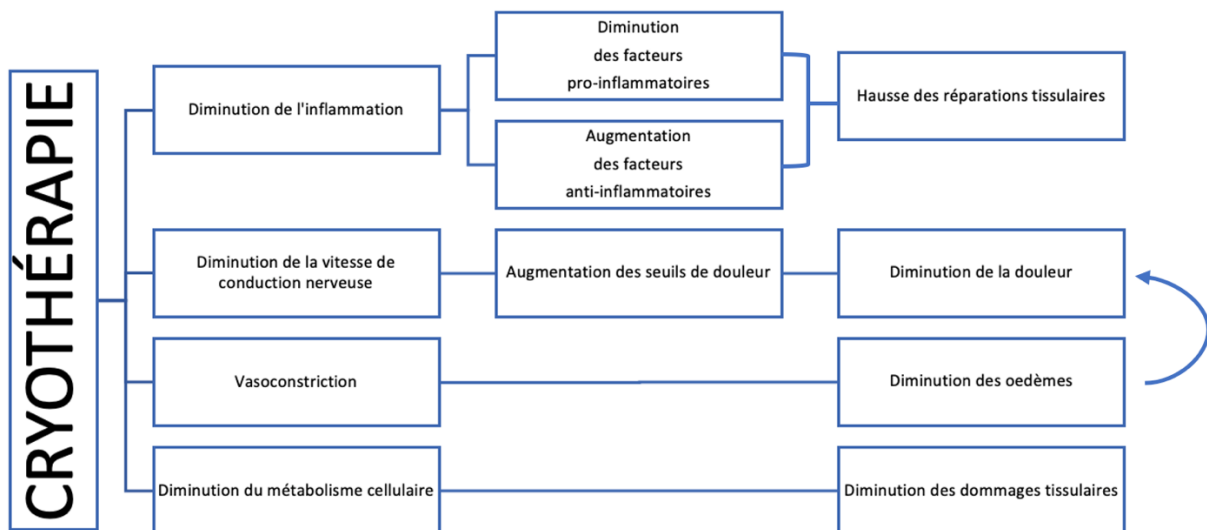 CRYOTHÉRAPIE
Diminution de l'inflammation
Diminution
des facteurs
pro-inflammatoires
Augmentation
des facteurs
anti-inflammatoires
Hausse des réparations tissulaires
Diminution de la vitesse de
conduction nerveuse
Augmentation des seuils de douleur
Diminution de la douleur
Vasoconstriction
Diminution des oedèmes
Diminution du métabolisme cellulaire
Diminution des dommages tissulaires